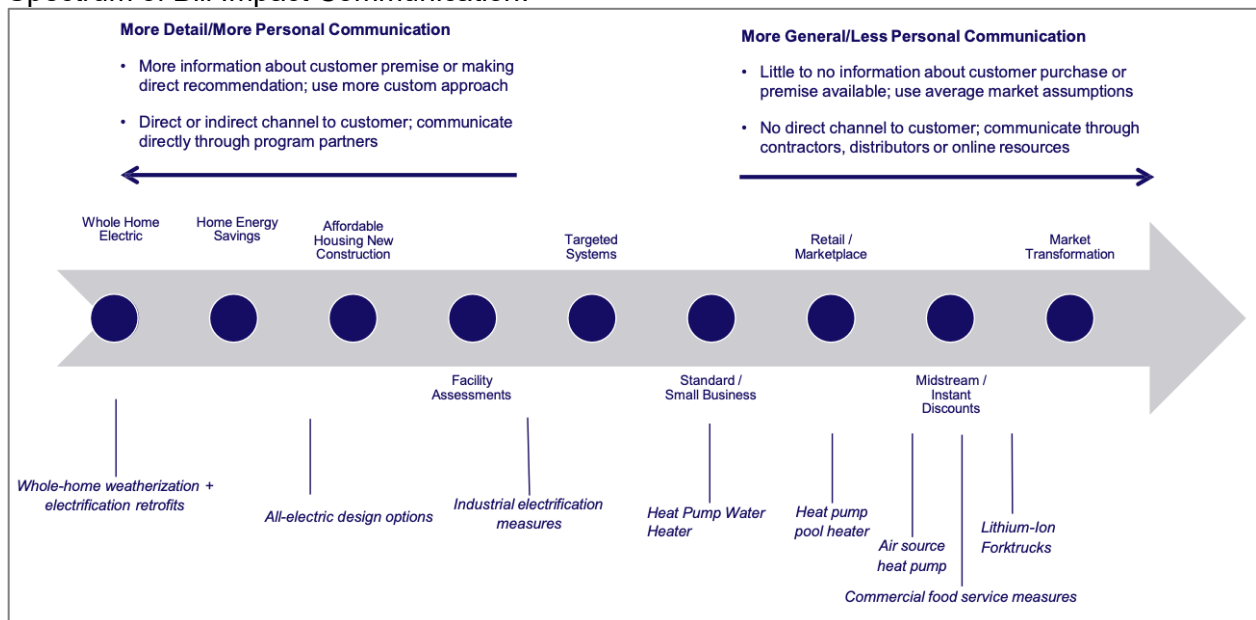 Spectrum of Bill Impact Communication:
More Detail/More Personal Communication
• More information about customer premise or making
direct recommendation; use more custom approach
• Direct or indirect channel to customer; communicate
directly through program partners
More General/Less Personal Communication
• Little to no information about customer purchase or
premise available; use average market assumptions
• No direct channel to customer; communicate through
contractors, distributors or online resources
Whole Home
Electric
Home Energy
Savings
Affordable
Housing New
Construction
Targeted
Systems
Retail /
Marketplace
Market
Transformation
Facility
Assessments
Standard /
Small Business
Midstream /
Instant
Discounts
Whole-home weatherization +
electrification retrofits
All-electric design options
Industrial electrification
measures
Heat Pump Water
Heater
Heat pump
pool heater
Air source
heat pump
Lithium-Ion
Forktrucks
Commercial food service measures